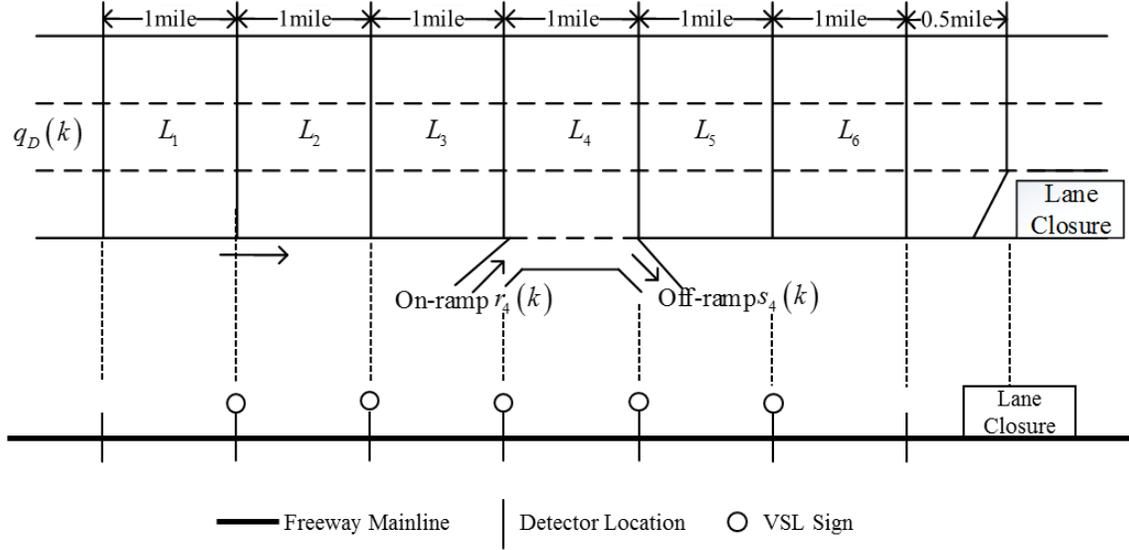 1mile 1mile 1mile 1mile 1mile 1mile 0.5mile
q_D(k) L_1 L_2 L_3 L_4 L_5 L_6
Lane
Closure
On-ramp r_4(k) Off-ramp s_4(k)
Lane
Closure
Freeway Mainline Detector Location VSL Sign